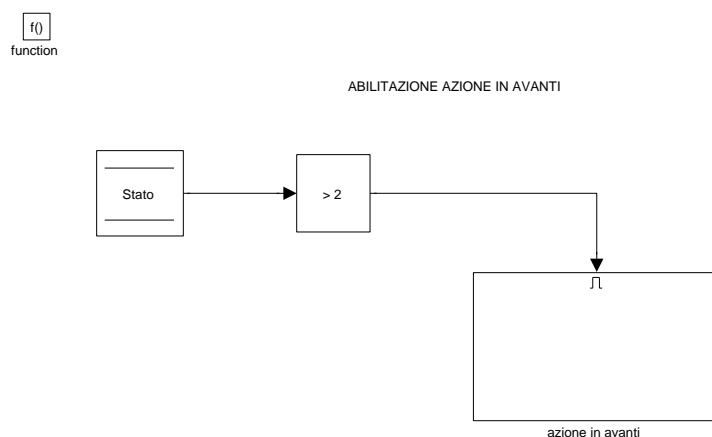 f()
function
ABILITAZIONE AZIONE IN AVANTI
Stato
> 2
azione in avanti